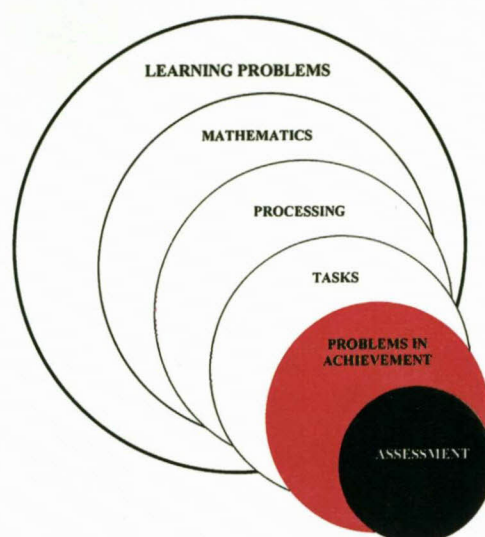 LEARNING PROBLEMS
MATHEMATICS
PROCESSING
TASKS
PROBLEMS IN
ACHIEVEMENT
ASSESSMENT